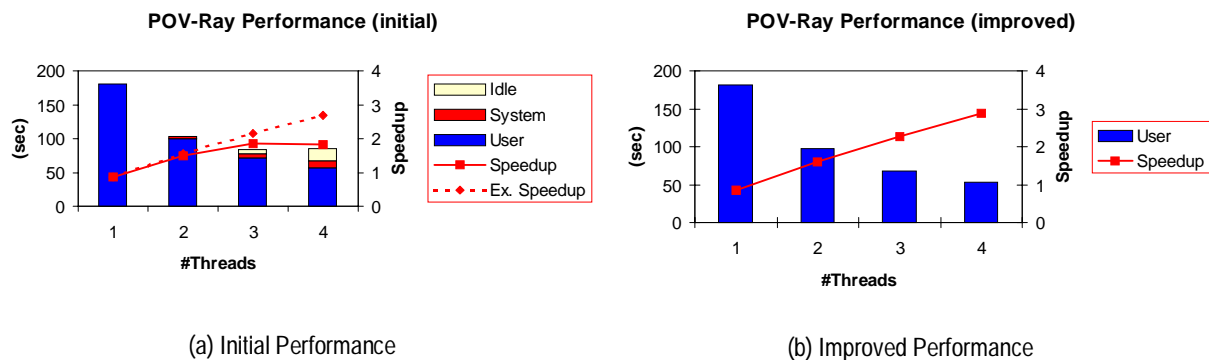 POV-Ray Performance (initial)
200
150
100
50
0
(sec)
4
3
2
1
0
Speedup
1 2 3 4
#Threads
Idle
System
User
Speedup
Ex. Speedup
(a) Initial Performance
POV-Ray Performance (improved)
200
150
100
50
0
(sec)
4
3
2
1
0
Speedup
1 2 3 4
#Threads
User
Speedup
(b) Improved Performance